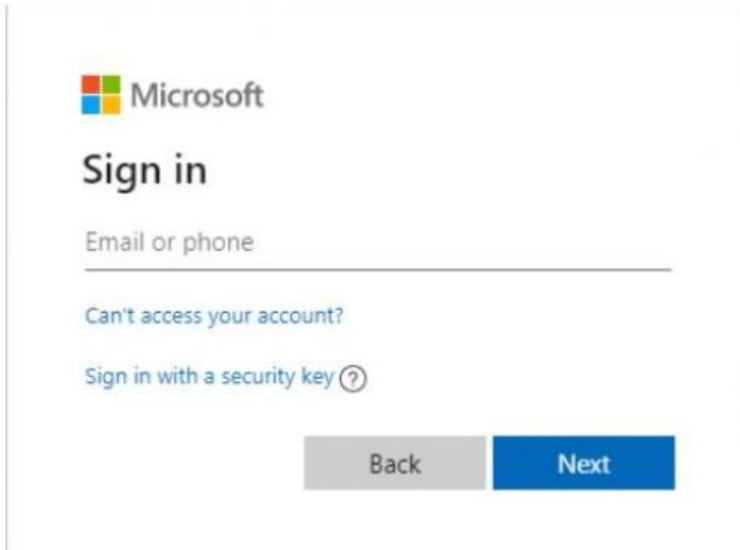 Microsoft
Sign in
Email or phone
Can't access your account?
Sign in with a security key ?
Back Next